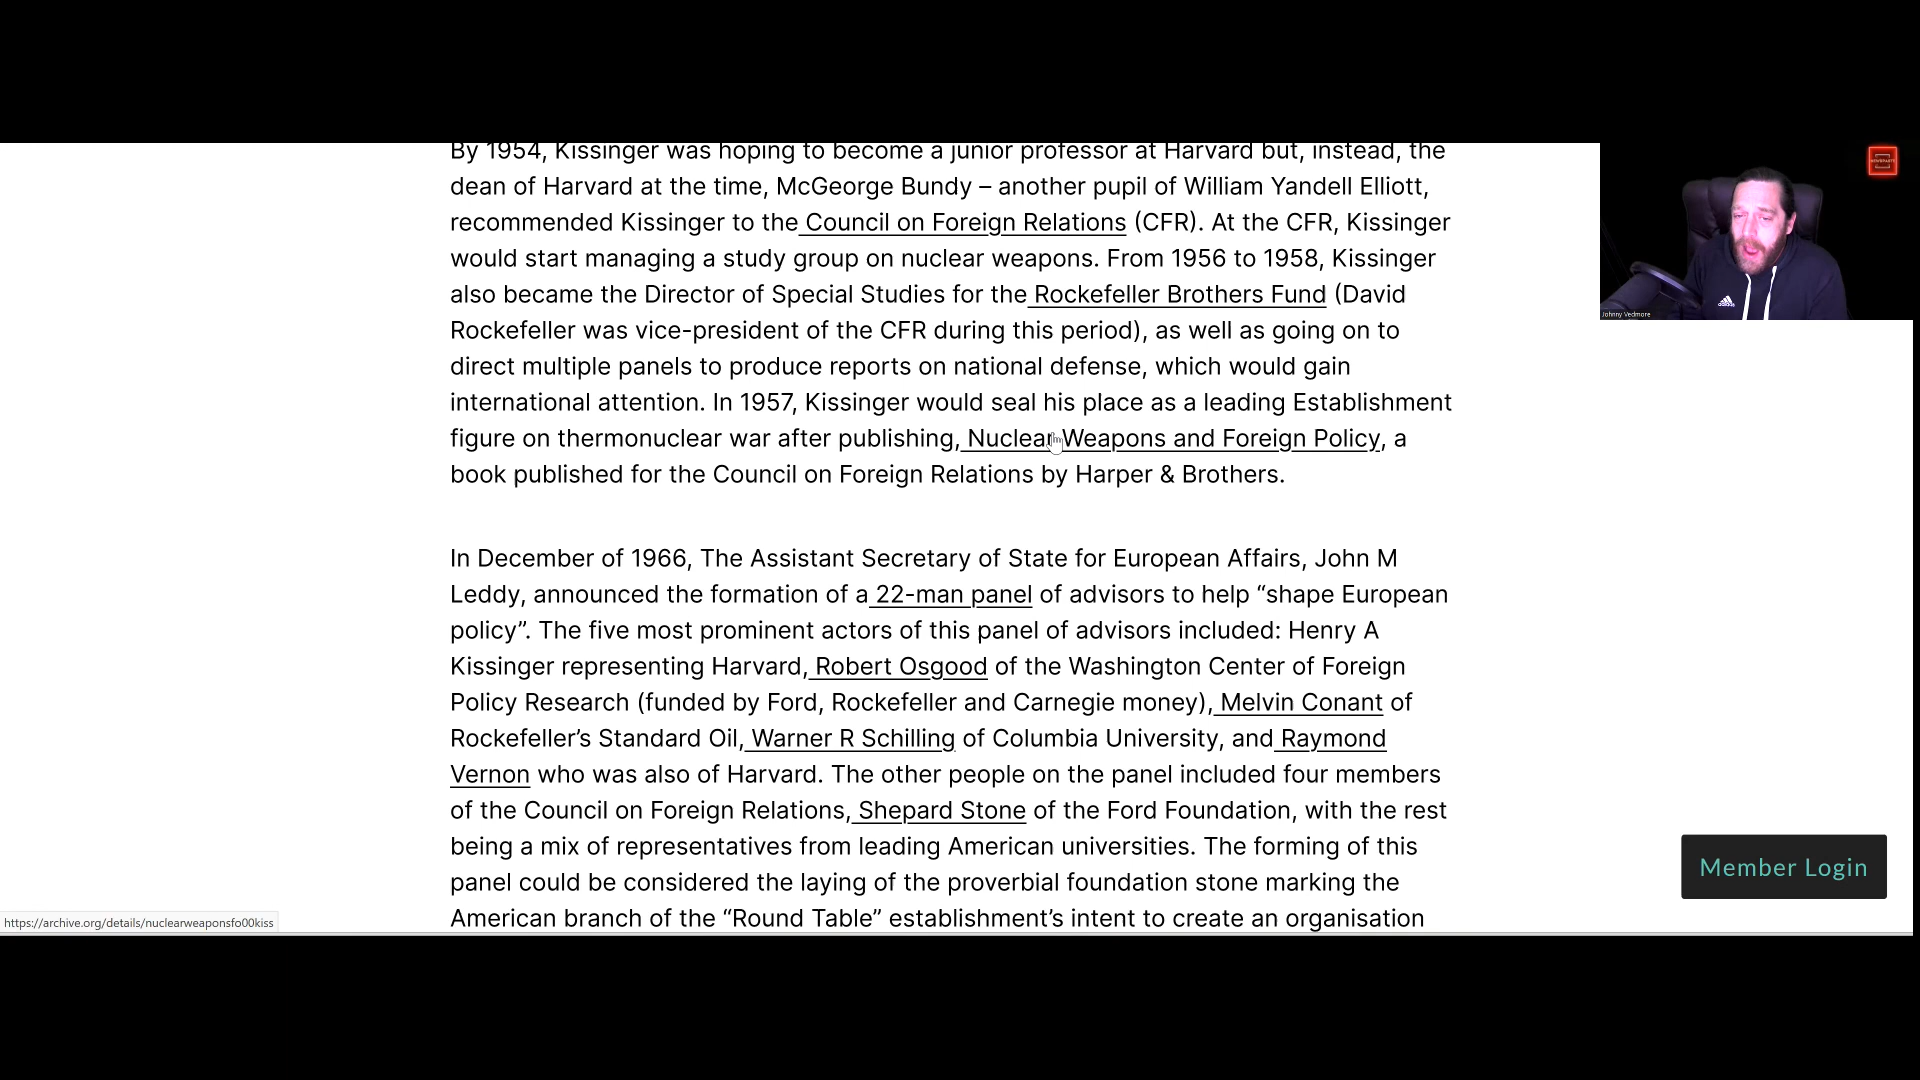 By 1954, Kissinger was hoping to become a junior professor at Harvard but, instead, the
dean of Harvard at the time, McGeorge Bundy – another pupil of William Yandell Elliott,
recommended Kissinger to the Council on Foreign Relations (CFR). At the CFR, Kissinger
would start managing a study group on nuclear weapons. From 1956 to 1958, Kissinger
also became the Director of Special Studies for the Rockefeller Brothers Fund (David
Rockefeller was vice-president of the CFR during this period), as well as going on to
direct multiple panels to produce reports on national defense, which would gain
international attention. In 1957, Kissinger would seal his place as a leading Establishment
figure on thermonuclear war after publishing, Nuclear Weapons and Foreign Policy, a
book published for the Council on Foreign Relations by Harper & Brothers.
In December of 1966, The Assistant Secretary of State for European Affairs, John M
Leddy, announced the formation of a 22-man panel of advisors to help “shape European
policy”. The five most prominent actors of this panel of advisors included: Henry A
Kissinger representing Harvard, Robert Osgood of the Washington Center of Foreign
Policy Research (funded by Ford, Rockefeller and Carnegie money), Melvin Conant of
Rockefeller’s Standard Oil, Warner R Schilling of Columbia University, and Raymond
Vernon who was also of Harvard. The other people on the panel included four members
of the Council on Foreign Relations, Shepard Stone of the Ford Foundation, with the rest
being a mix of representatives from leading American universities. The forming of this
panel could be considered the laying of the proverbial foundation stone marking the
American branch of the “Round Table” establishment’s intent to create an organisation
adidas
Johnny Vedmore
Member Login
https://archive.org/details/nuclearweaponsfo00kiss